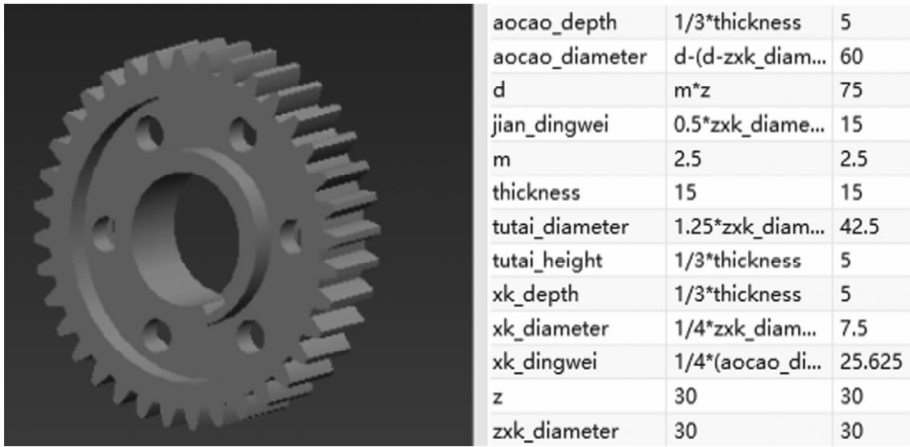 aocao_depth 1/3*thickness 5
aocao_diameter d-(d-zxk_diam... 60
d m*z 75
jian_dingwei 0.5*zxk_diame... 15
m 2.5 2.5
thickness 15 15
tutai_diameter 1.25*zxk_diam... 42.5
tutai_height 1/3*thickness 5
xk_depth 1/3*thickness 5
xk_diameter 1/4*zxk_diam... 7.5
xk_dingwei 1/4*(aocao_di... 25.625
z 30 30
zxk_diameter 30 30